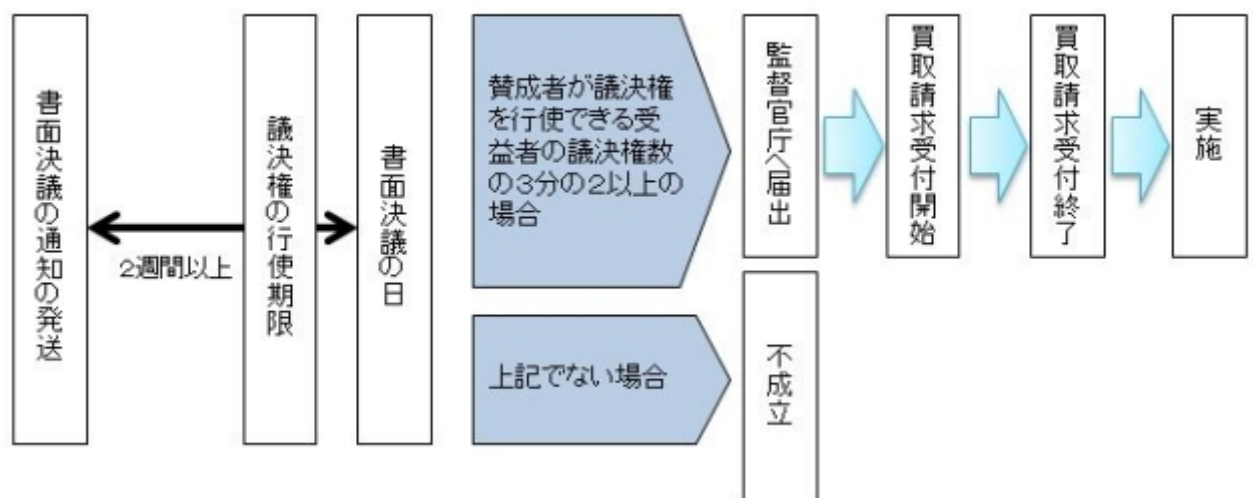 書面決議の通知の発送
2週間以上
議決権の行使期限
書面決議の日
賛成者が議決権
を行使できる受
益者の議決権数
の3分の2以上の
場合
監督官庁へ届出
買取請求受付開始
買取請求受付終了
実施
上記でない場合
不成立